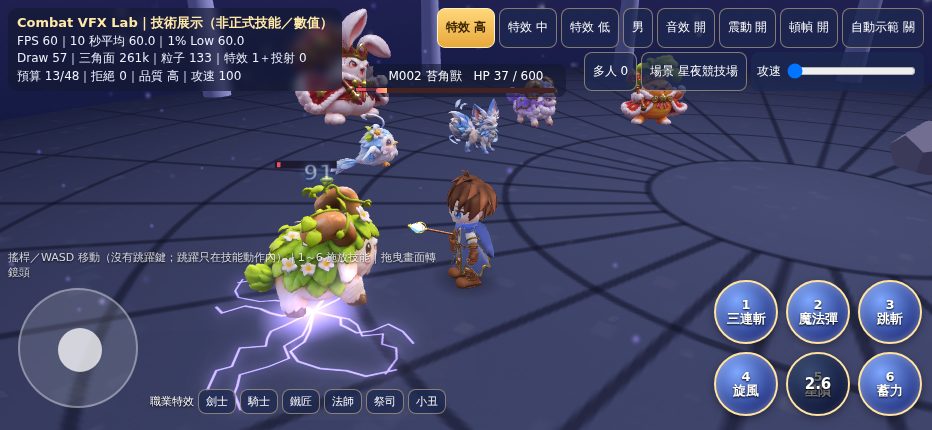 Combat VFX Lab｜技術展示（非正式技能／數值）
FPS 60｜10 秒平均 60.0｜1% Low 60.0
Draw 57｜三角面 261k｜粒子 133｜特效 1＋投射 0
預算 13/48｜拒絕 0｜品質 高｜攻速 100
特效 高
特效 中
特效 低
男
音效 開
震動 開
頓幀 開
自動示範 關
多人 0
場景 星夜競技場
攻速
M002 苔角獸 HP 37 / 600
91
搖桿／WASD 移動（沒有跳躍鍵；跳躍只在技能動作內）｜1～6 施放技能｜拖曳畫面轉
鏡頭
1
三連斬
2
魔法彈
3
跳斬
4
旋風
2.6
6
蓄力
職業特效
劍士
騎士
鐵匠
法師
祭司
小丑